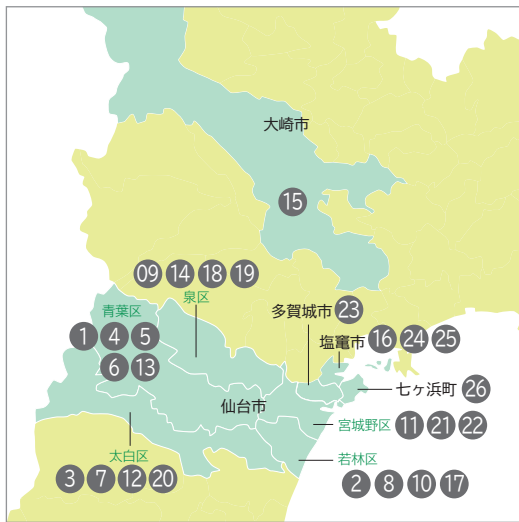 大崎市
15
09 14 18 19
泉区
青葉区
1 4 5
6 13
多賀城市 23
塩竈市 16 24 25
七ヶ浜町 26
仙台市
宮城野区 11 21 22
太白区
3 7 12 20
若林区
2 8 10 17